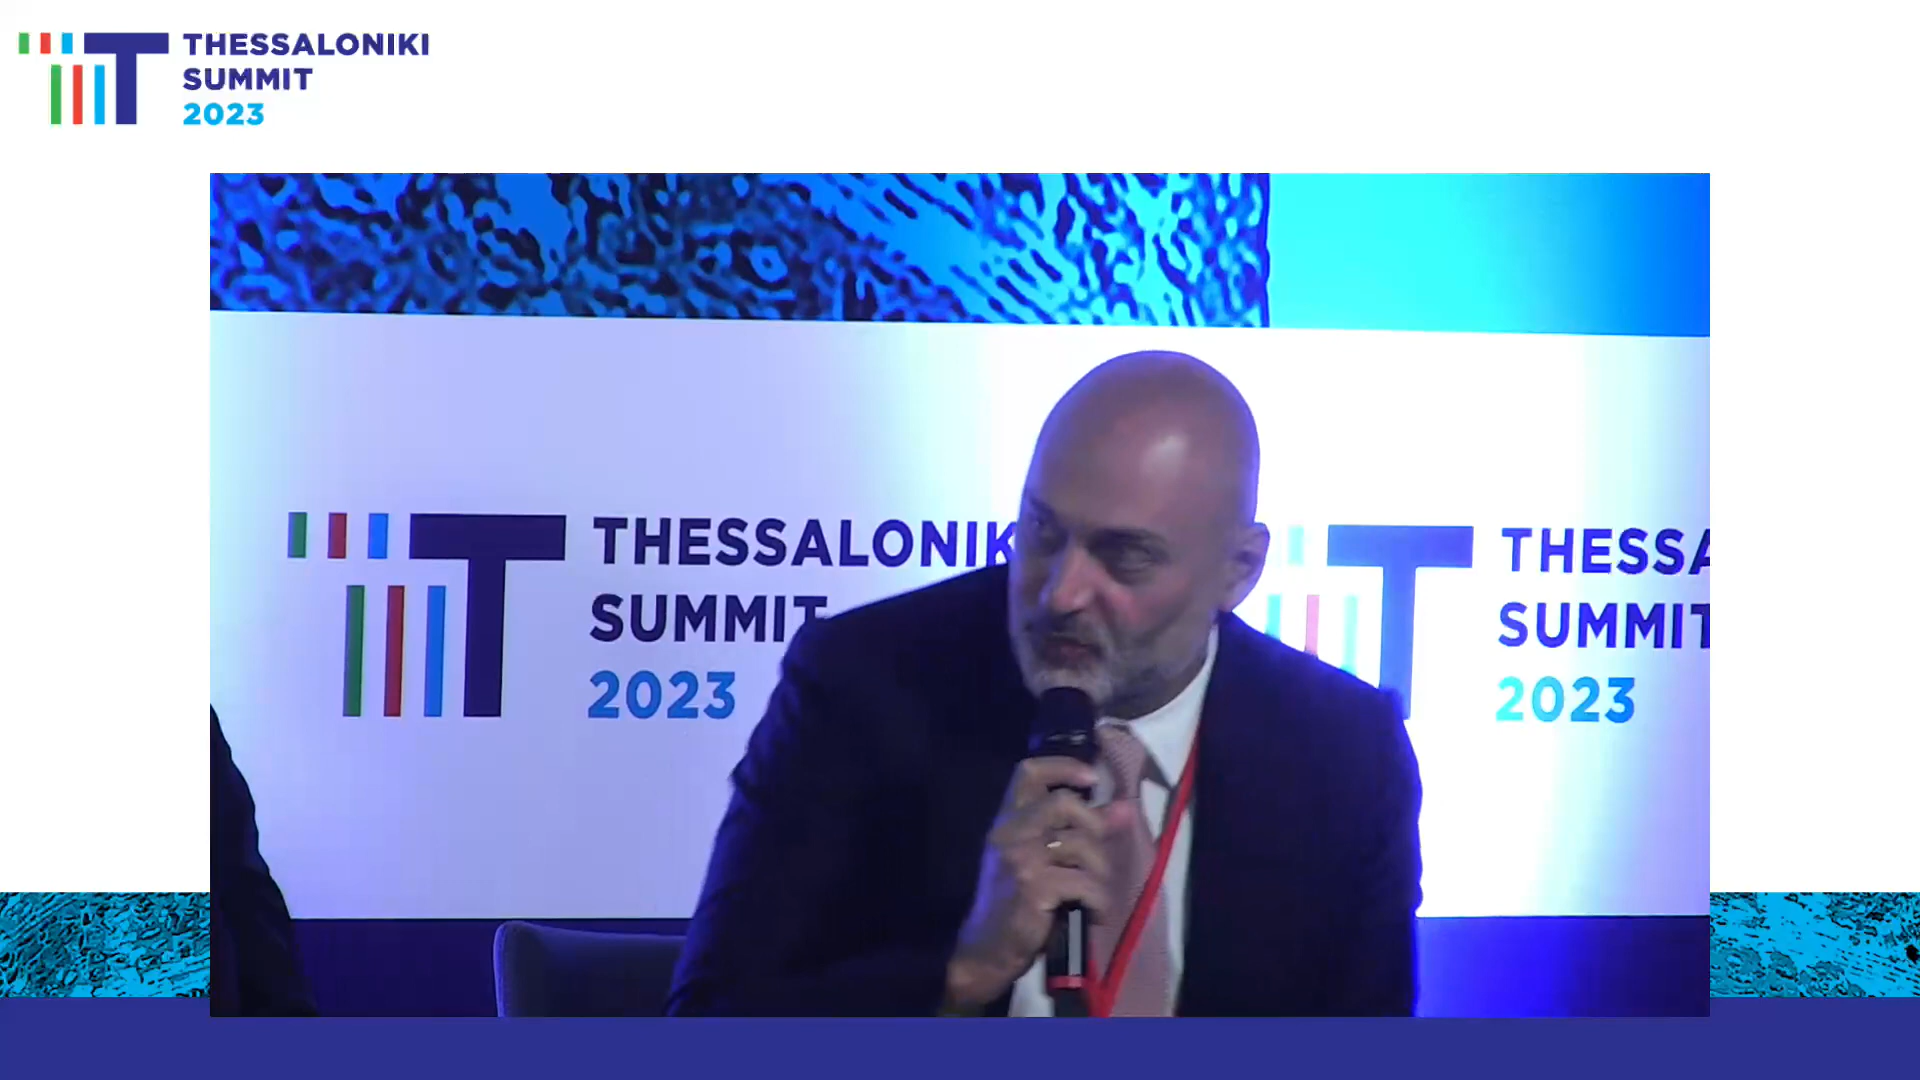 THESSALONIKI
SUMMIT
2023
THESSALONIK
SUMMIT
2023
THESSA
SUMMIT
2023